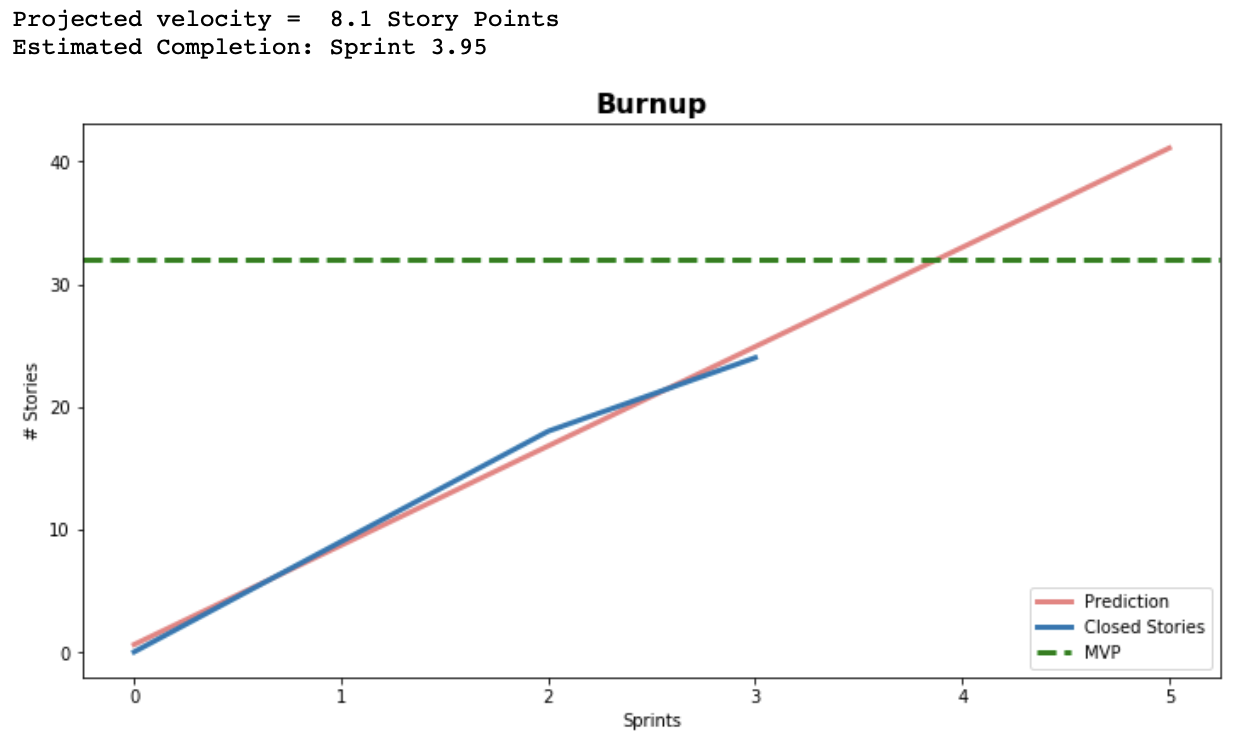 Projected velocity =  8.1 Story Points
Estimated Completion: Sprint 3.95
Burnup
40
30
20
10
0
# Stories
0 1 2 3 4 5
Sprints
Prediction
Closed Stories
MVP